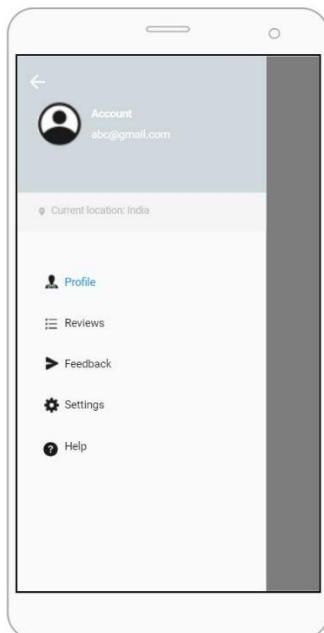 Account
abc@gmail.com
Current location: India
Profile
Reviews
Feedback
Settings
Help